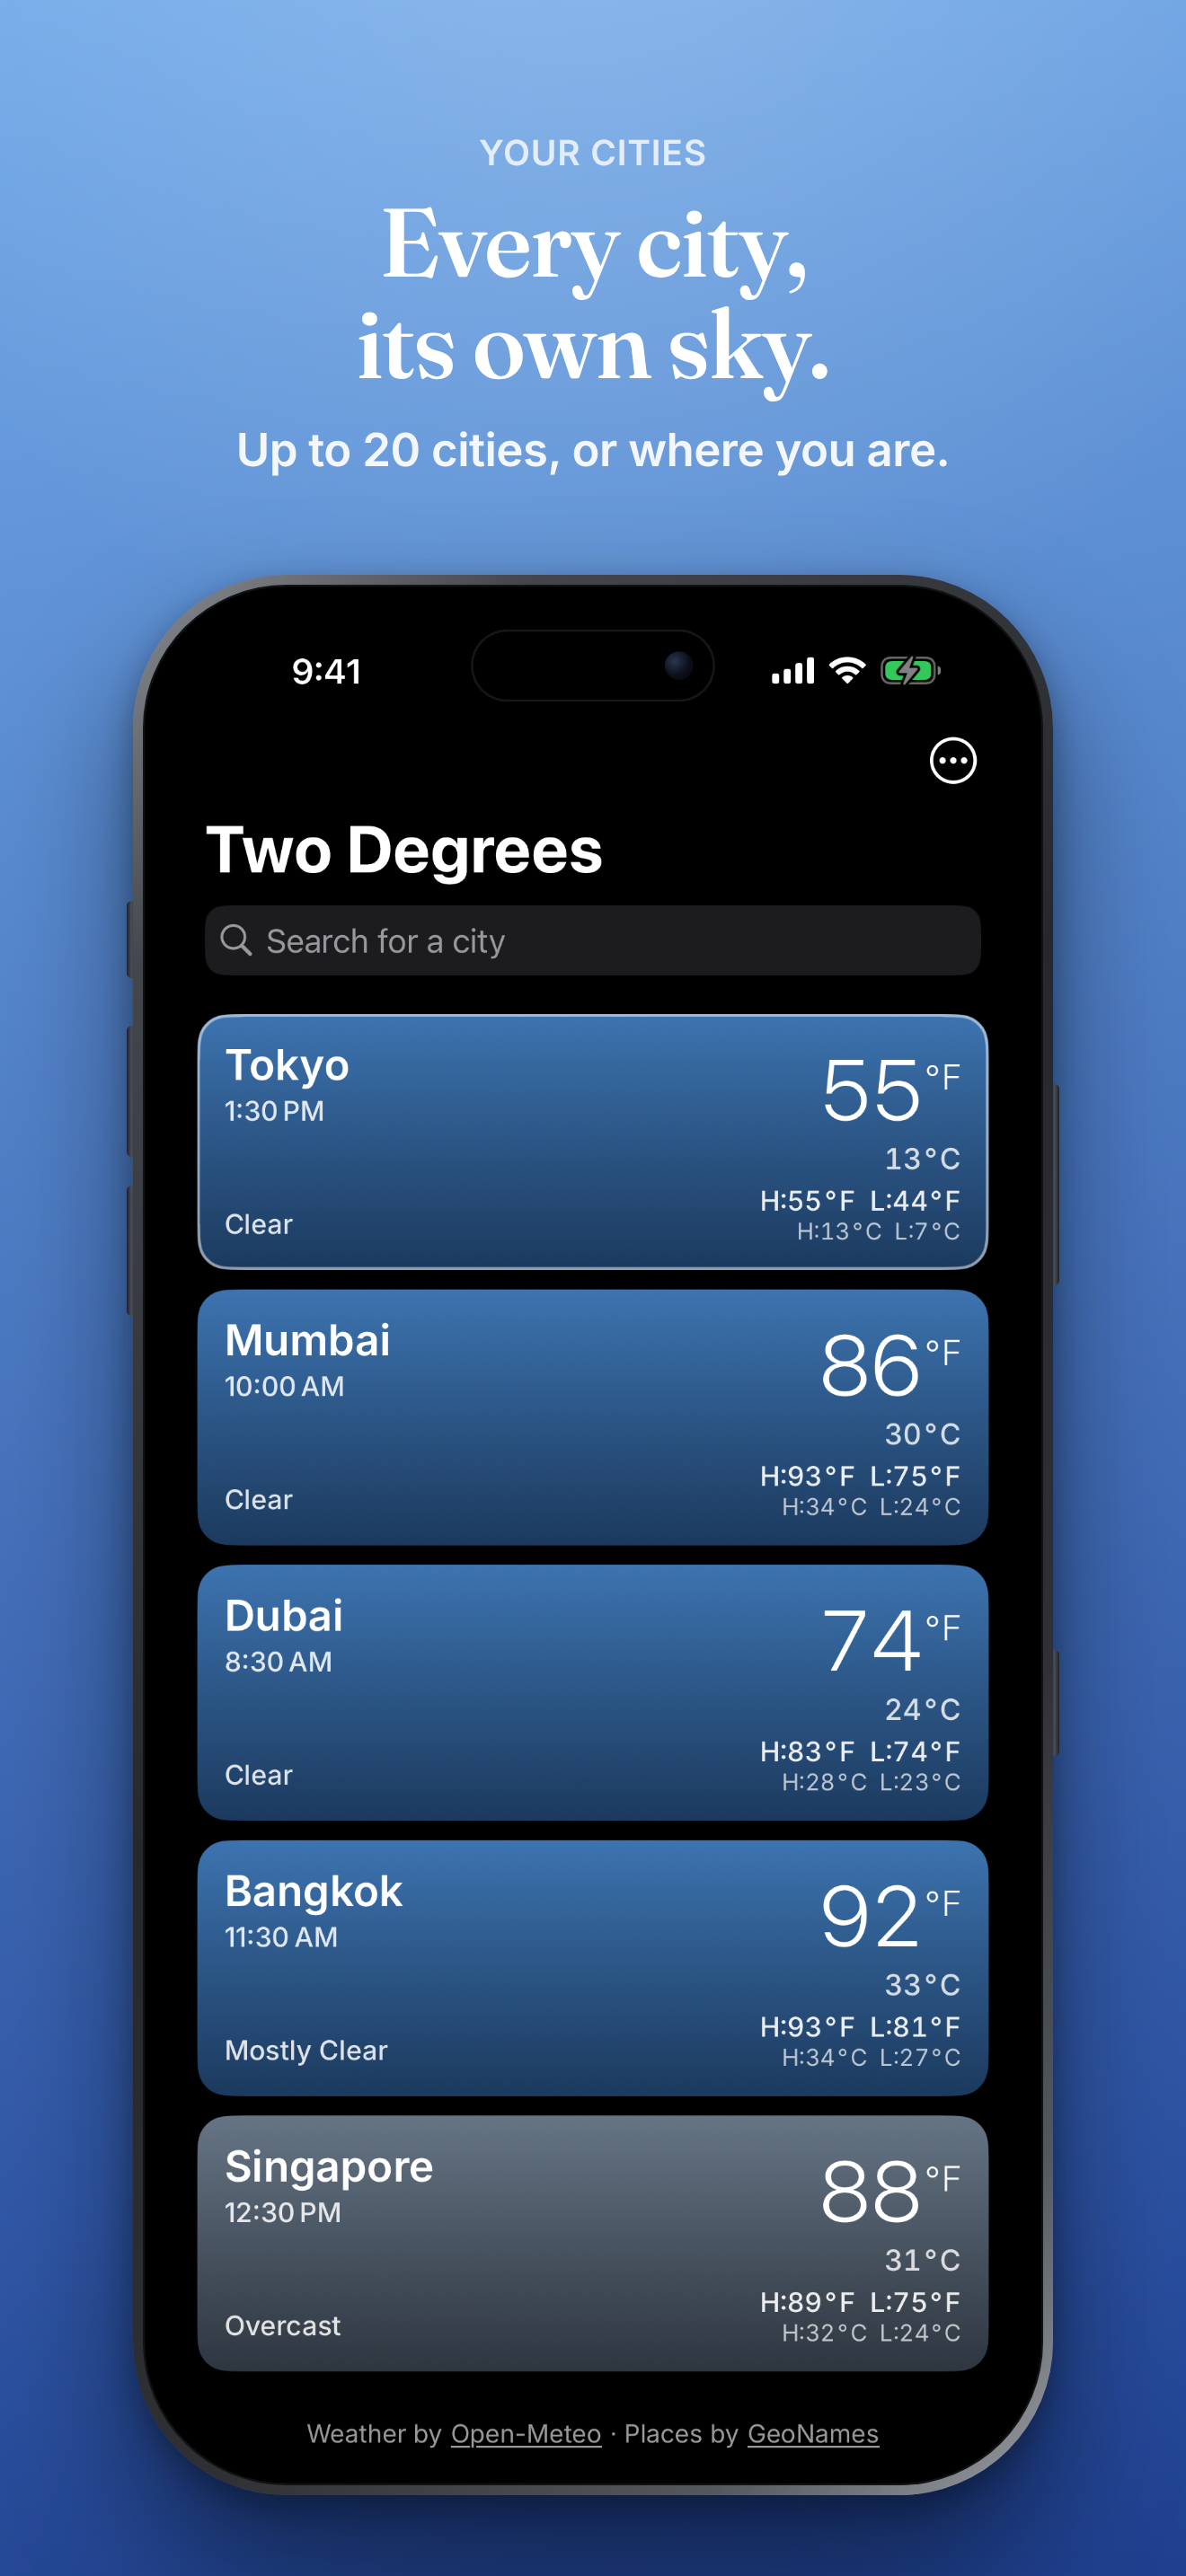 YOUR CITIES
Every city,
its own sky.
Up to 20 cities, or where you are.
9:41
Two Degrees
Search for a city
Tokyo
1:30 PM
55°F
13°C
Clear
H:55°F L:44°F
H:13°C L:7°C
Mumbai
10:00 AM
86°F
30°C
Clear
H:93°F L:75°F
H:34°C L:24°C
Dubai
8:30 AM
74°F
24°C
Clear
H:83°F L:74°F
H:28°C L:23°C
Bangkok
11:30 AM
92°F
33°C
Mostly Clear
H:93°F L:81°F
H:34°C L:27°C
Singapore
12:30 PM
88°F
31°C
Overcast
H:89°F L:75°F
H:32°C L:24°C
Weather by Open-Meteo · Places by GeoNames